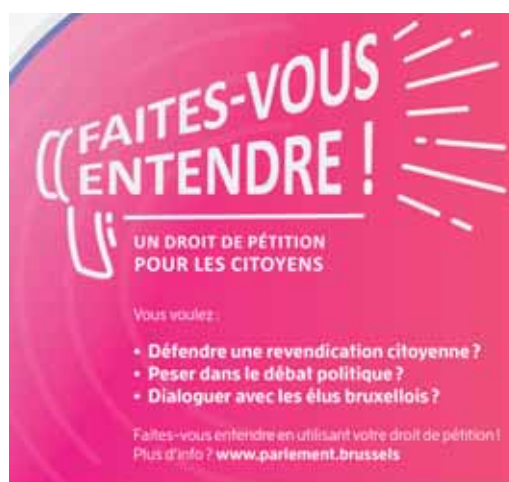 FAITES-VOUS
ENTENDRE !
UN DROIT DE PÉTITION
POUR LES CITOYENS
Vous voulez :
• Défendre une revendication citoyenne ?
• Peser dans le débat politique ?
• Dialoguer avec les élus bruxellois ?
Faites-vous entendre en utilisant votre droit de pétition !
Plus d'info ? www.parlement.brussels